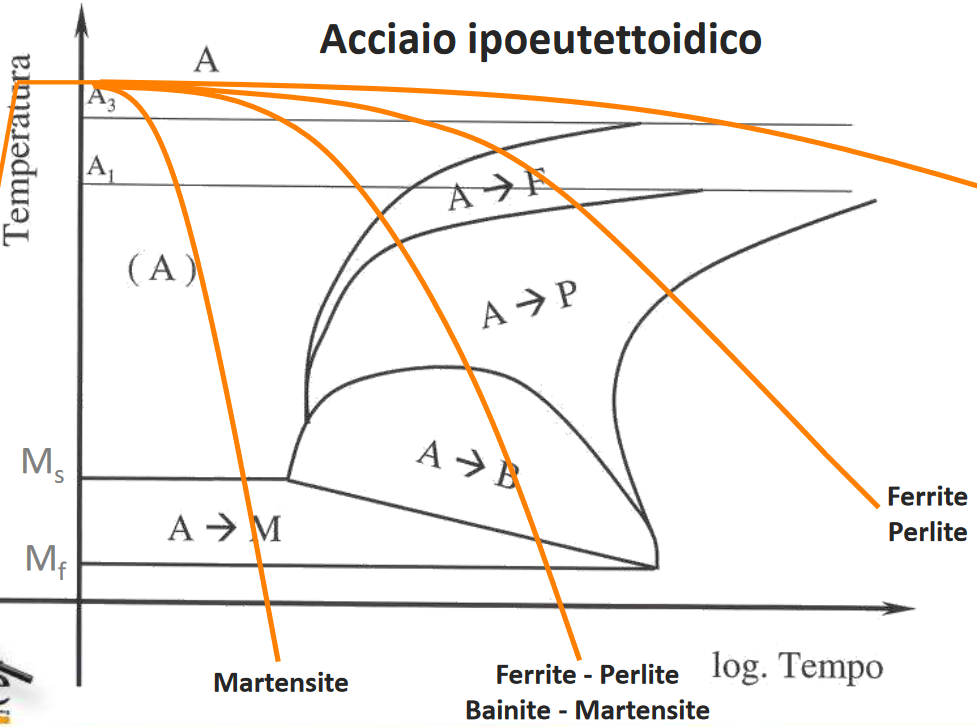 Acciaio ipoeutettoidico
Temperatura
A
A3
A1
A → F
(A)
A → P
Ms
A → B
A → M
Mf
Ferrite
Perlite
Martensite
Ferrite - Perlite
Bainite - Martensite
log. Tempo